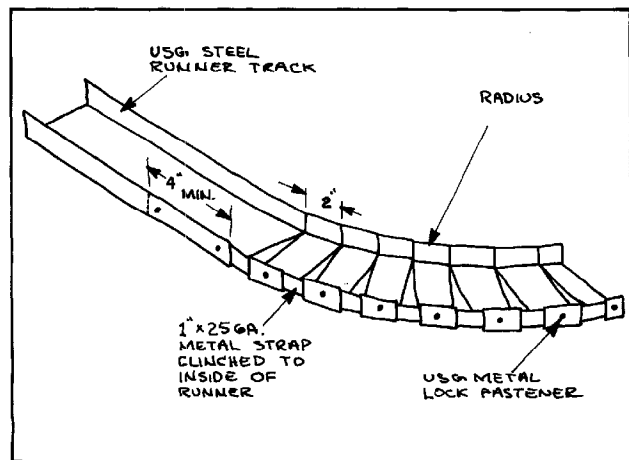 USG. STEEL
RUNNER TRACK
RADIUS
4"
MIN.
2"
1" x 25 GA.
METAL STRAP
CLINCHED TO
INSIDE OF
RUNNER
USG METAL
LOCK FASTENER